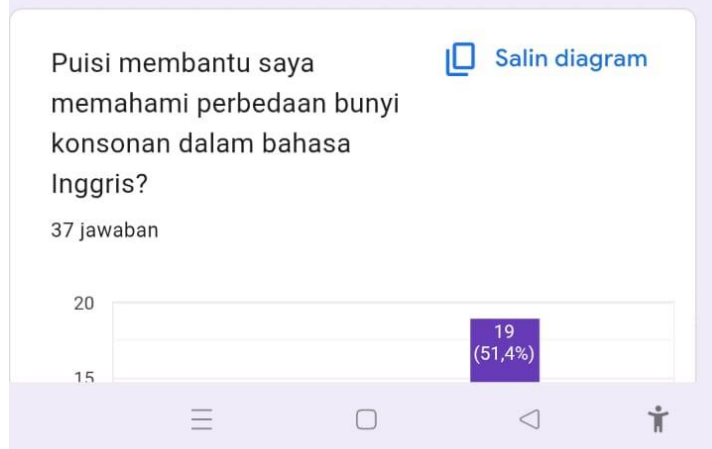 Puisi membantu saya
memahami perbedaan bunyi
konsonan dalam bahasa
Inggris?
Salin diagram
37 jawaban
20
19
(51,4%)
15